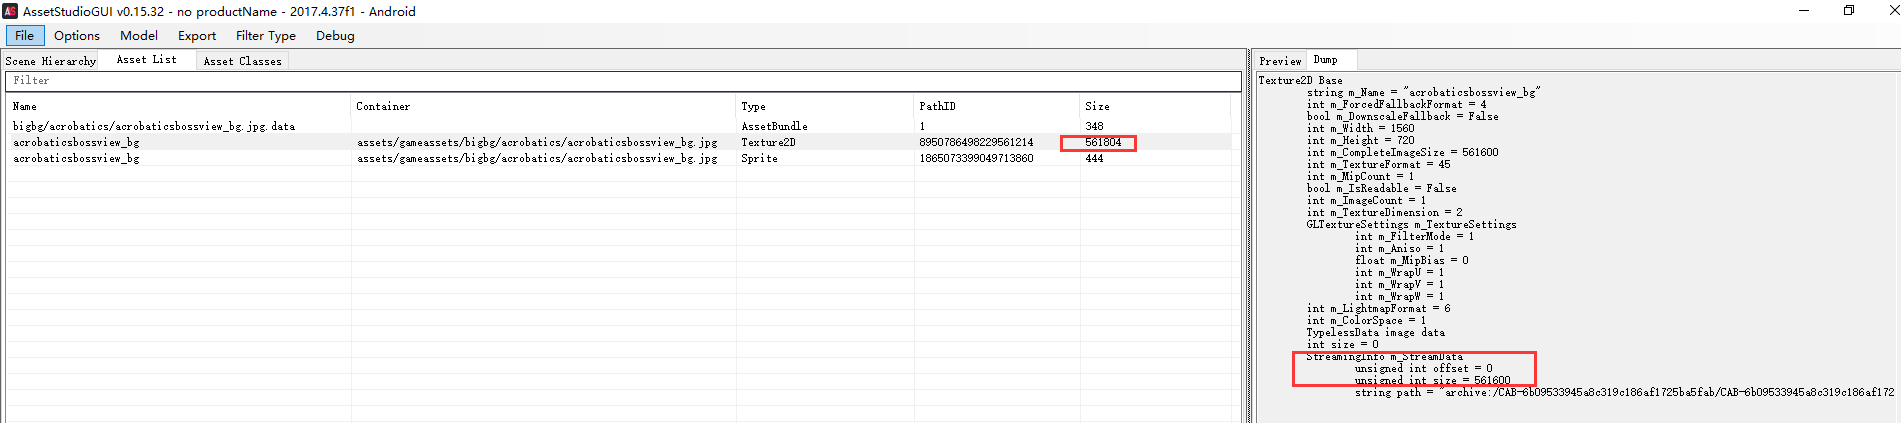 AssetStudioGUI v0.15.32 - no productName - 2017.4.37f1 - Android
File Options Model Export Filter Type Debug
Scene Hierarchy Asset List Asset Classes
Filter
Name Container Type PathID Size
bigbg/acrobatics/acrobaticsbossview_bg.jpg.data AssetBundle 1 348
acrobaticsbossview_bg assets/gameassets/bigbg/acrobatics/acrobaticsbossview_bg.jpg Texture2D 8950786498229561214 561804
acrobaticsbossview_bg assets/gameassets/bigbg/acrobatics/acrobaticsbossview_bg.jpg Sprite 1865073399049713860 444
Preview Dump
Texture2D Base
string m_Name = "acrobaticsbossview_bg"
int m_ForcedFallbackFormat = 4
bool m_DownscaleFallback = False
int m_Width = 1560
int m_Height = 720
int m_CompleteImageSize = 561600
int m_TextureFormat = 45
int m_MipCount = 1
bool m_IsReadable = False
int m_ImageCount = 1
int m_TextureDimension = 2
GLTextureSettings m_TextureSettings
int m_FilterMode = 1
int m_Aniso = 1
float m_MipBias = 0
int m_WrapU = 1
int m_WrapV = 1
int m_WrapW = 1
int m_LightmapFormat = 6
int m_ColorSpace = 1
TypelessData image data
int size = 0
StreamingInfo m_StreamData
unsigned int offset = 0
unsigned int size = 561600
string path = "archive:/CAB-6b09533945a8c319c186af1725ba5fab/CAB-6b09533945a8c319c186af172